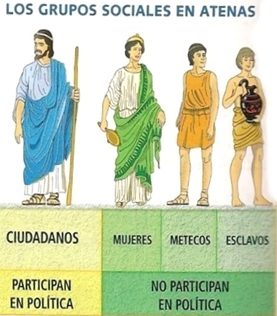 LOS GRUPOS SOCIALES EN ATENAS
CIUDADANOS
MUJERES
METECOS
ESCLAVOS
PARTICIPAN
EN POLÍTICA
NO PARTICIPAN
EN POLÍTICA